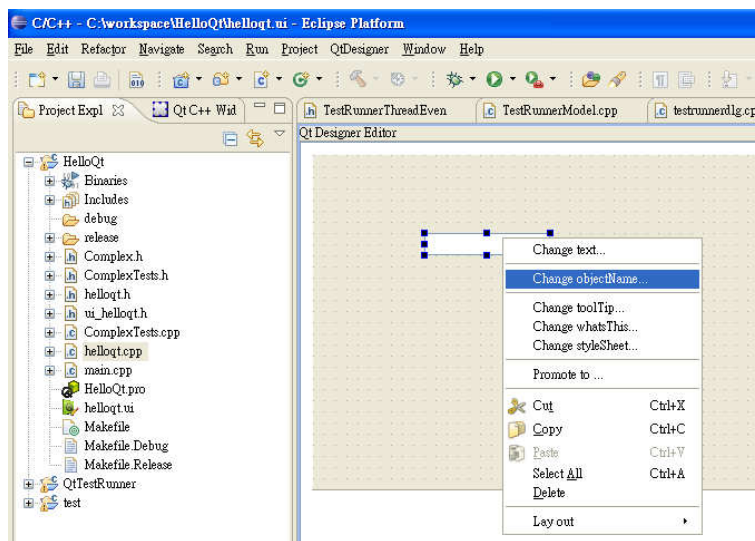 C/C++ - C:\workspace\HelloQt\helloqt.ui - Eclipse Platform
File Edit Refactor Navigate Search Run Project QtDesigner Window Help
Project Expl Qt C++ Wid
TestRunnerThreadEven TestRunnerModel.cpp testrunnerdlg.cp
Qt Designer Editor
HelloQt
Binaries
Includes
debug
release
Complex.h
ComplexTests.h
helloqt.h
ui_helloqt.h
ComplexTests.cpp
helloqt.cpp
main.cpp
HelloQt.pro
helloqt.ui
Makefile
Makefile.Debug
Makefile.Release
QtTestRunner
test
Change text...
Change objectName...
Change toolTip...
Change whatsThis...
Change styleSheet...
Promote to ...
Cut Ctrl+X
Copy Ctrl+C
Paste Ctrl+V
Select All Ctrl+A
Delete
Lay out